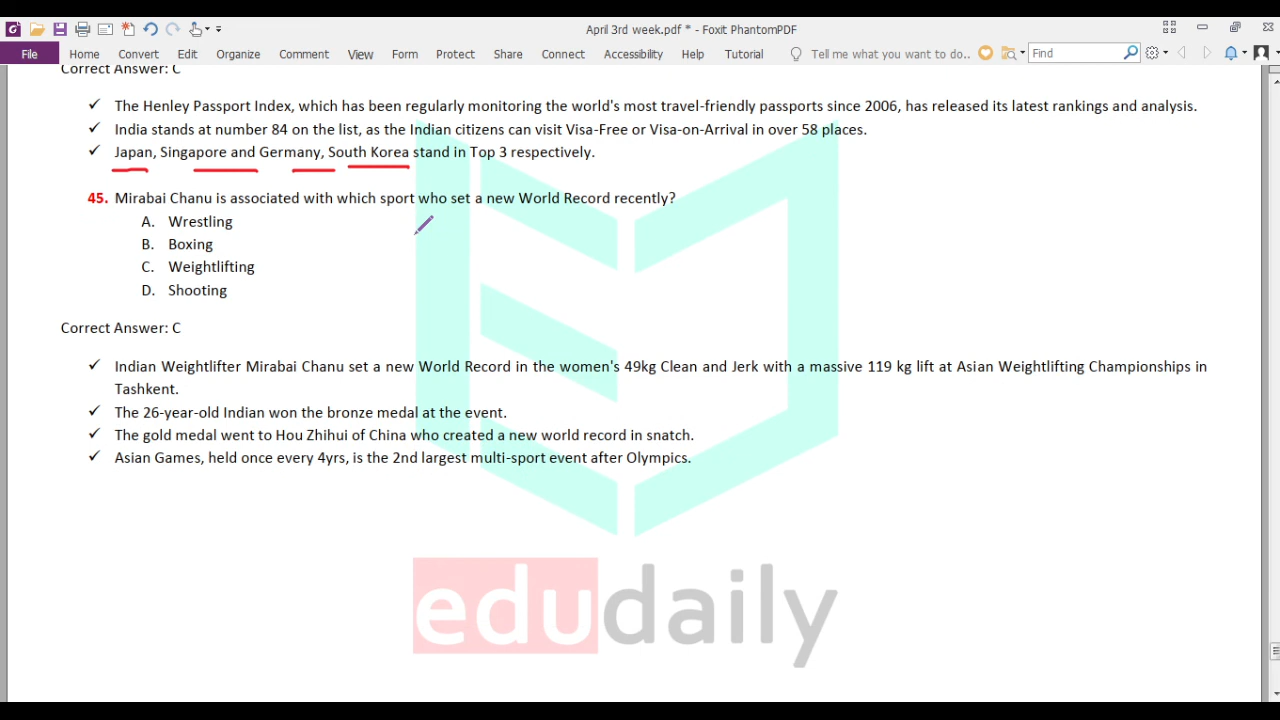 April 3rd week.pdf * - Foxit PhantomPDF
File Home Convert Edit Organize Comment View Form Protect Share Connect Accessibility Help Tutorial Tell me what you want to do.. Find
Correct Answer: C
✓ The Henley Passport Index, which has been regularly monitoring the world's most travel-friendly passports since 2006, has released its latest rankings and analysis.
✓ India stands at number 84 on the list, as the Indian citizens can visit Visa-Free or Visa-on-Arrival in over 58 places.
✓ Japan, Singapore and Germany, South Korea stand in Top 3 respectively.
45. Mirabai Chanu is associated with which sport who set a new World Record recently?
A. Wrestling
B. Boxing
C. Weightlifting
D. Shooting
Correct Answer: C
✓ Indian Weightlifter Mirabai Chanu set a new World Record in the women's 49kg Clean and Jerk with a massive 119 kg lift at Asian Weightlifting Championships in
Tashkent.
✓ The 26-year-old Indian won the bronze medal at the event.
✓ The gold medal went to Hou Zhihui of China who created a new world record in snatch.
✓ Asian Games, held once every 4yrs, is the 2nd largest multi-sport event after Olympics.
edudaily